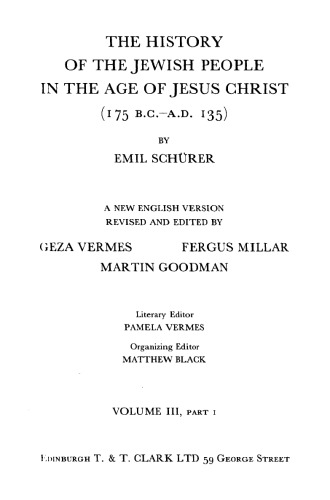 THE HISTORY
OF THE JEWISH PEOPLE
IN THE AGE OF JESUS CHRIST
(175 B.C.–A.D. 135)
BY
EMIL SCHÜRER
A NEW ENGLISH VERSION
REVISED AND EDITED BY
GEZA VERMES FERGUS MILLAR
MARTIN GOODMAN
Literary Editor
PAMELA VERMES
Organizing Editor
MATTHEW BLACK
VOLUME III, PART I
EDINBURGH T. & T. CLARK LTD 59 GEORGE STREET